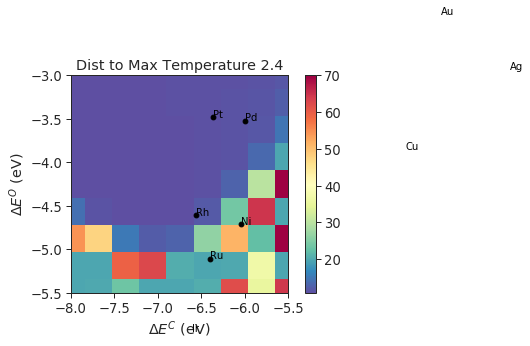 Au
Dist to Max Temperature 2.4
Ag
−3.0
70
Pt
Pd
−3.5
60
Cu
−4.0
50
ΔE^O (eV)
Rh
−4.5
40
Ni
−5.0
Ru
30
−5.5
20
−8.0 −7.5 −7.0 −6.5 −6.0 −5.5
ΔE^C (eV)